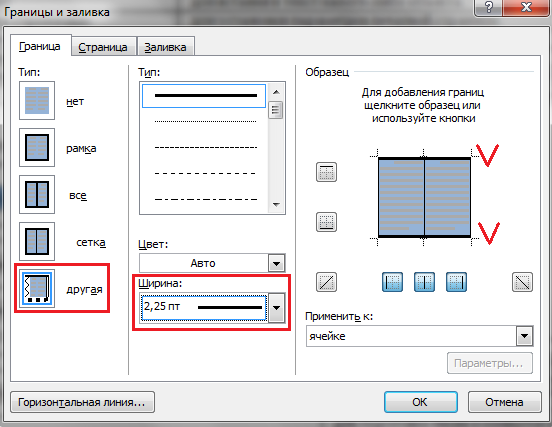 Границы и заливка
Граница
Страница
Заливка
Тип:
нет
рамка
все
сетка
другая
Тип:
Цвет:
Авто
Ширина:
2,25 пт
Образец
Для добавления границ
щелкните образец или
используйте кнопки
Применить к:
ячейке
Параметры...
Горизонтальная линия...
ОК
Отмена